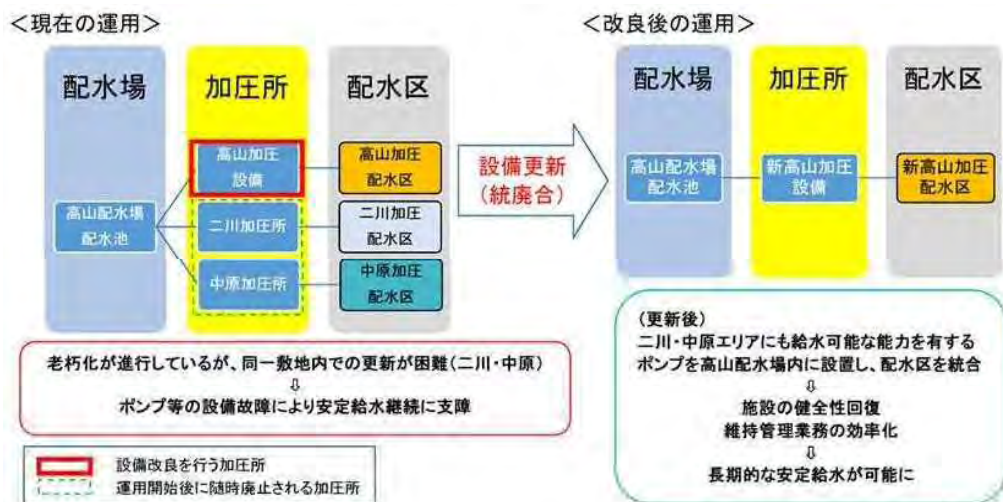 ＜現在の運用＞
配水場
加圧所
配水区
高山配水場
配水池
高山加圧
設備
二川加圧所
中原加圧所
高山加圧
配水区
二川加圧
配水区
中原加圧
配水区
老朽化が進行しているが、同一敷地内での更新が困難(二川・中原)
⇩
ポンプ等の設備故障により安定給水継続に支障
設備改良を行う加圧所
運用開始後に随時廃止される加圧所
設備更新
(統廃合)
＜改良後の運用＞
配水場
加圧所
配水区
高山配水場
配水池
新高山加圧
設備
新高山加圧
配水区
(更新後)
二川・中原エリアにも給水可能な能力を有する
ポンプを高山配水場内に設置し、配水区を統合
⇩
施設の健全性回復
維持管理業務の効率化
⇩
長期的な安定給水が可能に